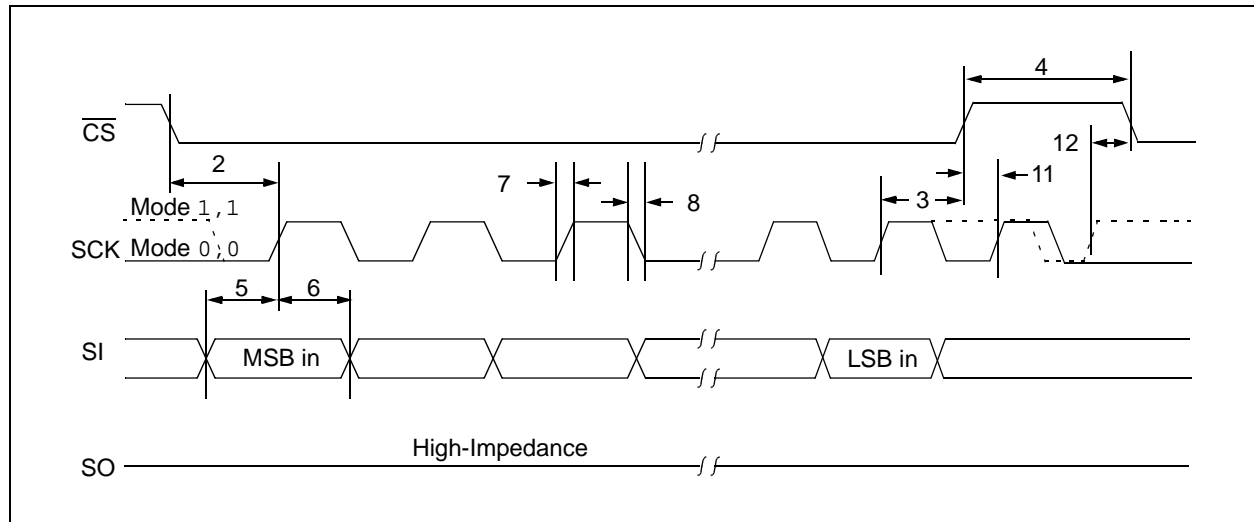 4
CS
12
2
7
8
3
11
Mode 1,1
SCK Mode 0,0
5
6
SI
MSB in
LSB in
High-Impedance
SO